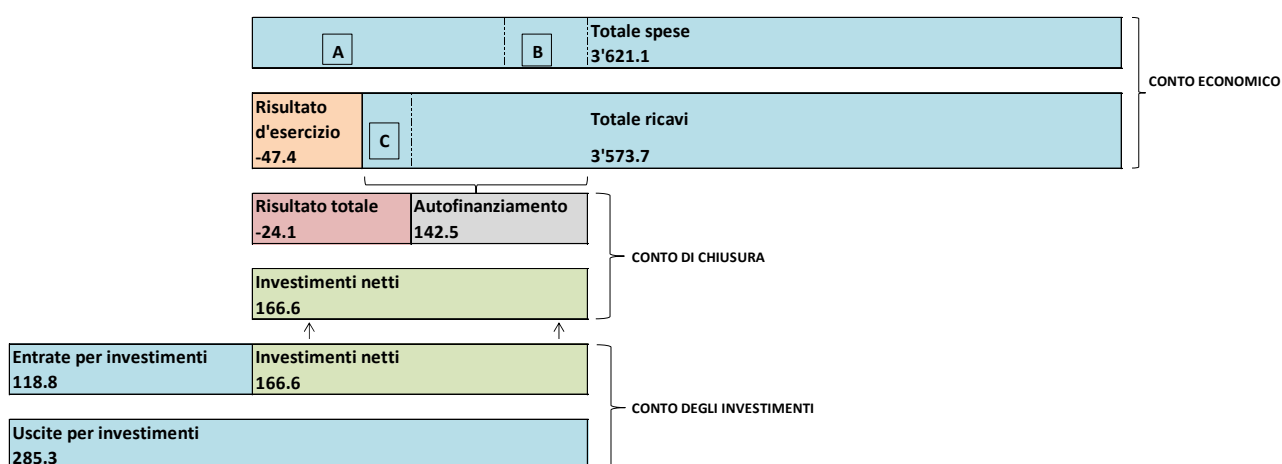 Totale spese
A
B
3'621.1
CONTO ECONOMICO
Risultato
d'esercizio
-47.4
C
Totale ricavi
3'573.7
Risultato totale
-24.1
Autofinanziamento
142.5
CONTO DI CHIUSURA
Investimenti netti
166.6
Entrate per investimenti
118.8
Investimenti netti
166.6
CONTO DEGLI INVESTIMENTI
Uscite per investimenti
285.3